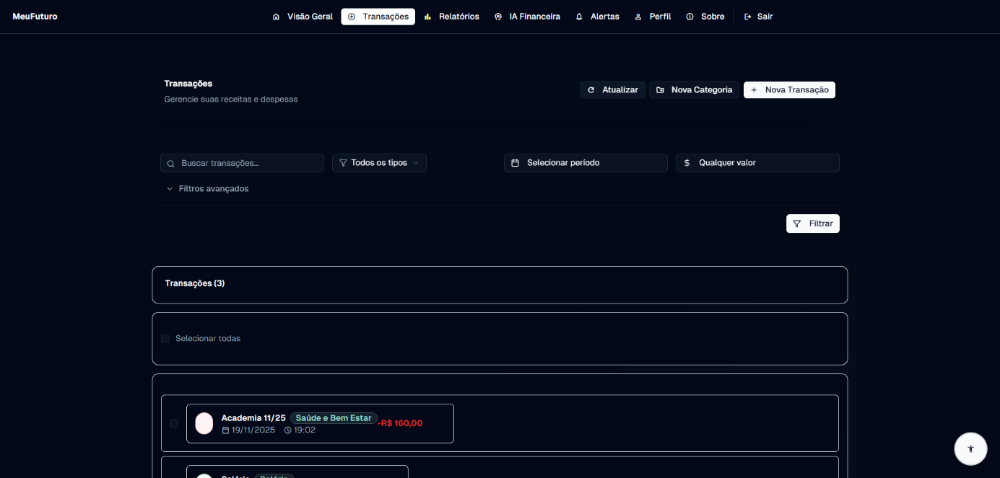 MeuFuturo
Visão Geral
Transações
Relatórios
IA Financeira
Alertas
Perfil
Sobre
Sair
Transações
Gerencie suas receitas e despesas
Atualizar
Nova Categoria
Nova Transação
Buscar transações...
Todos os tipos
Selecionar período
Qualquer valor
Filtros avançados
Filtrar
Transações (3)
Selecionar todas
Academia 11/25
Saúde e Bem Estar
-R$ 160,00
19/11/2025
19:02